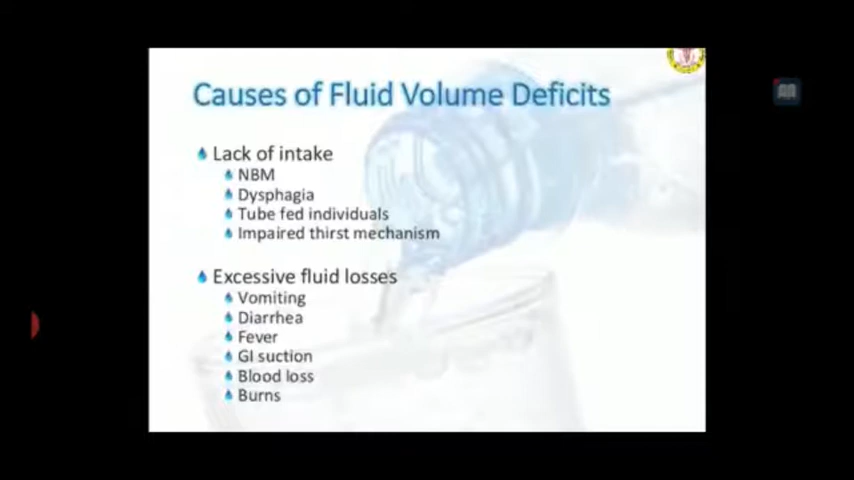 Causes of Fluid Volume Deficits
Lack of intake
NBM
Dysphagia
Tube fed individuals
Impaired thirst mechanism
Excessive fluid losses
Vomiting
Diarrhea
Fever
GI suction
Blood loss
Burns